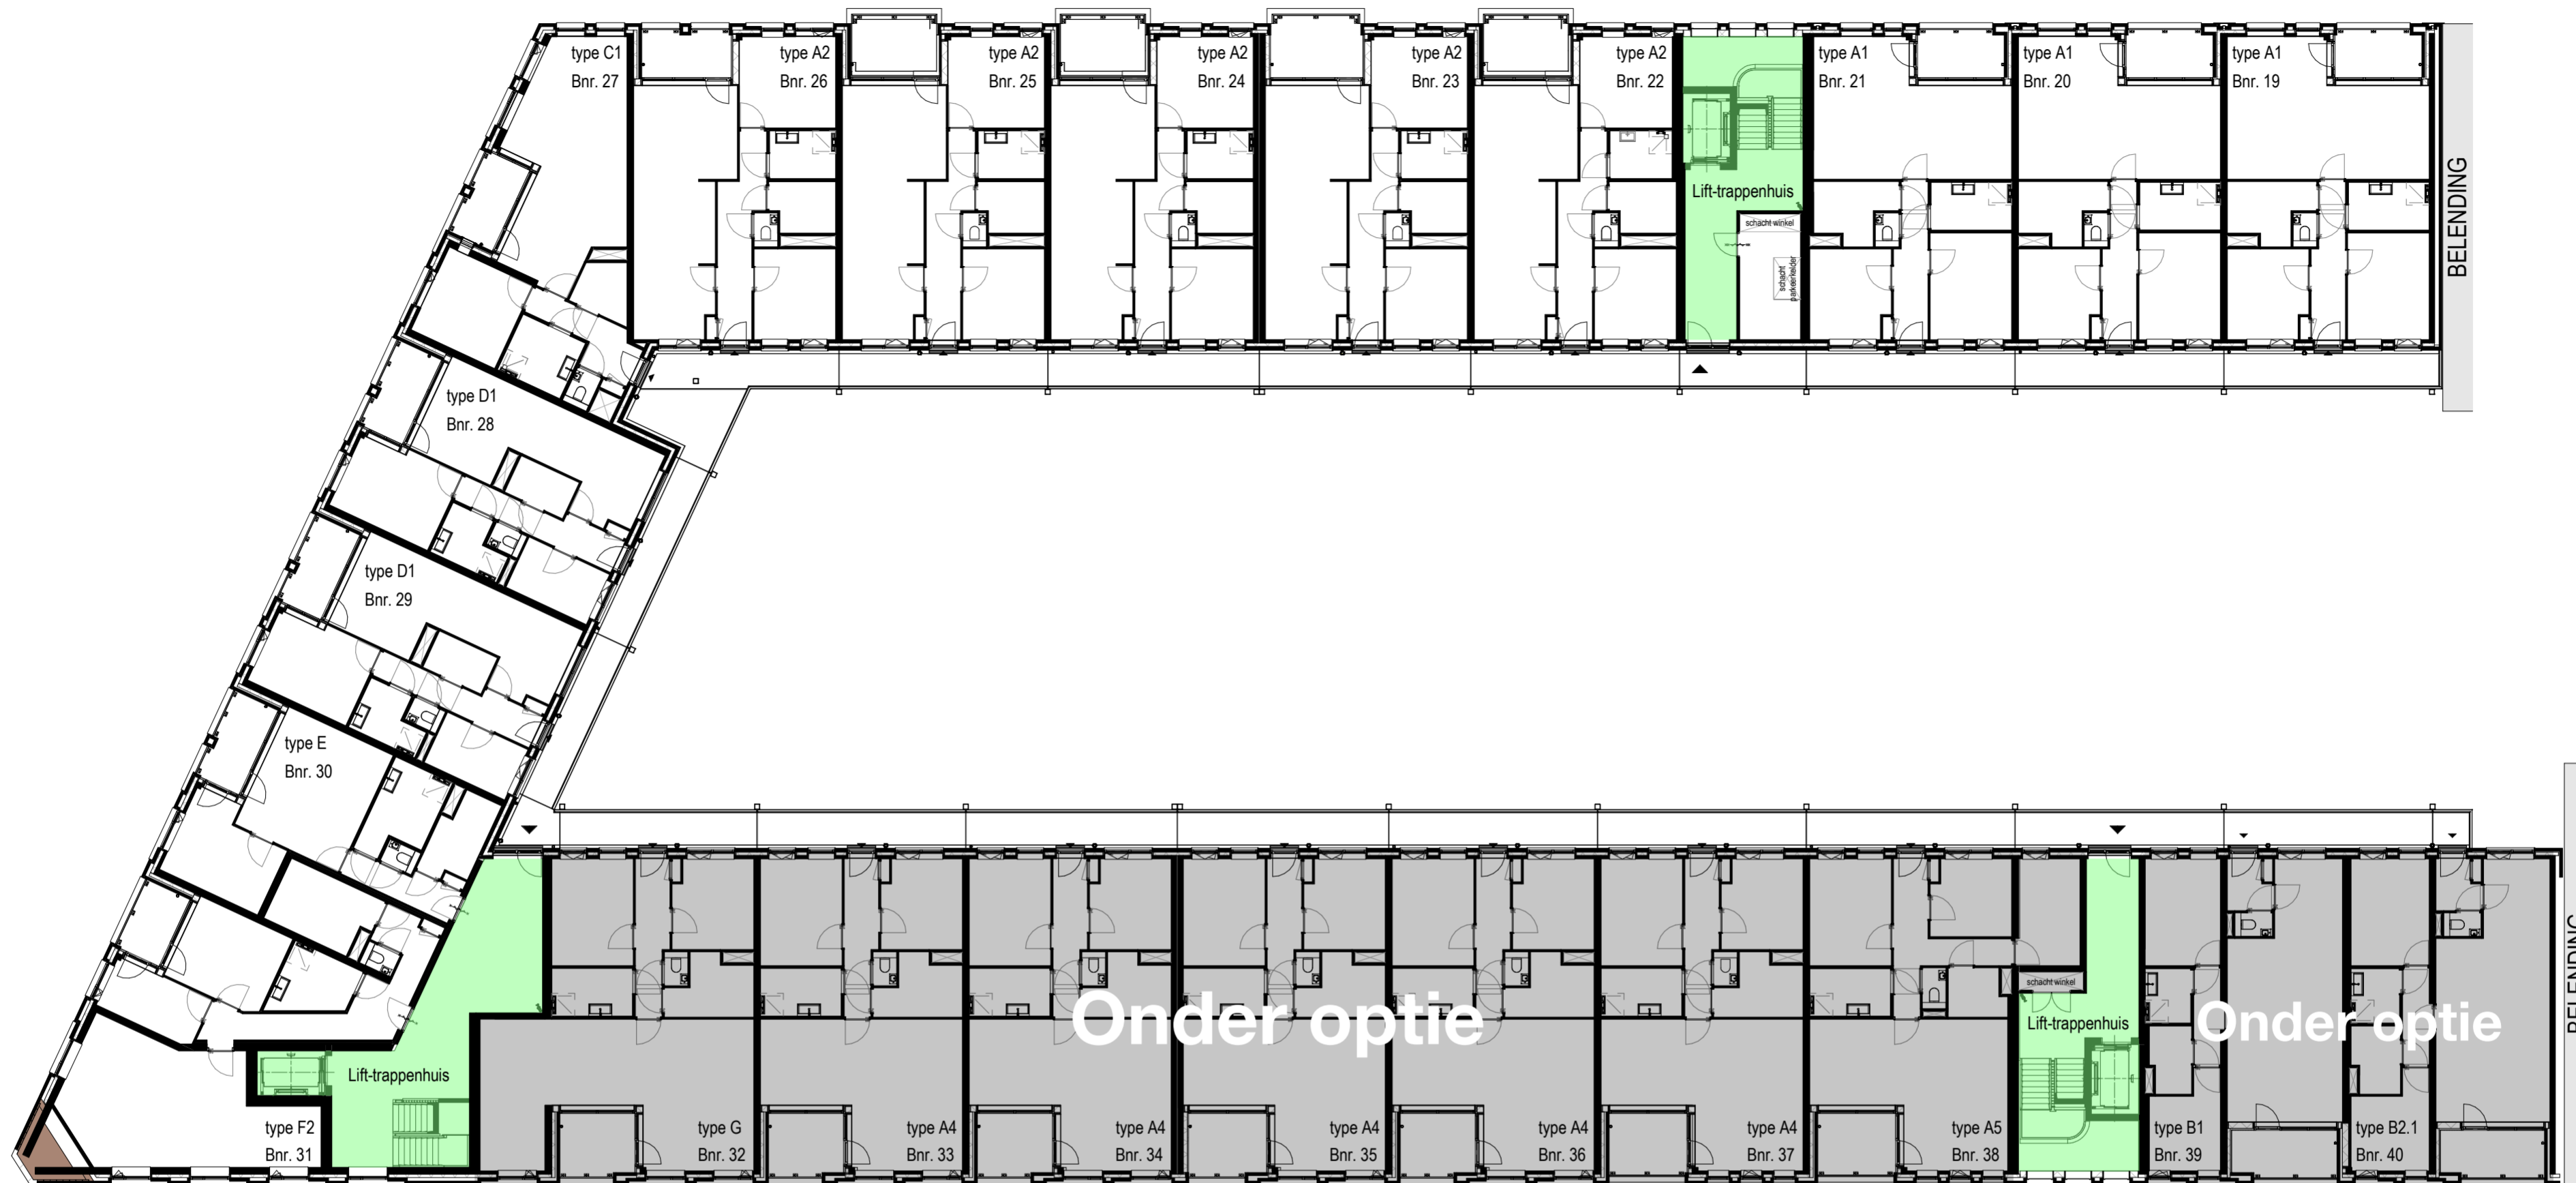 type C1
Bnr. 27
type A2
Bnr. 26
type A2
Bnr. 25
type A2
Bnr. 24
type A2
Bnr. 23
type A2
Bnr. 22
type A1
Bnr. 21
type A1
Bnr. 20
type A1
Bnr. 19
Lift-trappenhuis
schacht winkel
schacht
parkeerkelder
BELENDING
type D1
Bnr. 28
type D1
Bnr. 29
type E
Bnr. 30
Lift-trappenhuis
type F2
Bnr. 31
type G
Bnr. 32
type A4
Bnr. 33
type A4
Bnr. 34
Onder optie
type A4
Bnr. 35
type A4
Bnr. 36
type A4
Bnr. 37
type A5
Bnr. 38
schacht winkel
Lift-trappenhuis
Onder optie
type B1
Bnr. 39
type B2.1
Bnr. 40
BELENDING